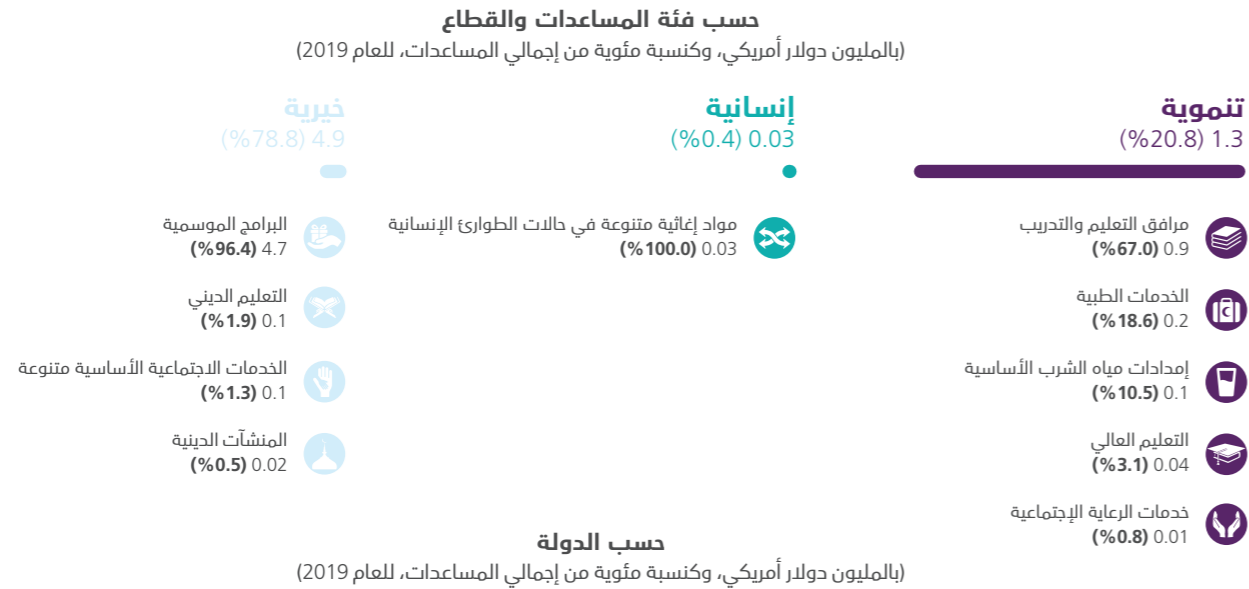 حسب فئة المساعدات والقطاع
(بالمليون دولار أمريكي، وكنسبة مئوية من إجمالي المساعدات، للعام 2019)
تنموية
1.3 (%20.8)
مرافق التعليم والتدريب
0.9 (%67.0)
الخدمات الطبية
0.2 (%18.6)
إمدادات مياه الشرب الأساسية
0.1 (%10.5)
التعليم العالي
0.04 (%3.1)
خدمات الرعاية الإجتماعية
0.01 (%0.8)
إنسانية
0.03 (%0.4)
مواد إغاثية متنوعة في حالات الطوارئ الإنسانية
0.03 (%100.0)
خيرية
4.9 (%78.8)
البرامج الموسمية
4.7 (%96.4)
التعليم الديني
0.1 (%1.9)
الخدمات الاجتماعية الأساسية متنوعة
0.1 (%1.3)
المنشآت الدينية
0.02 (%0.5)
حسب الدولة
(بالمليون دولار أمريكي، وكنسبة مئوية من إجمالي المساعدات، للعام 2019)